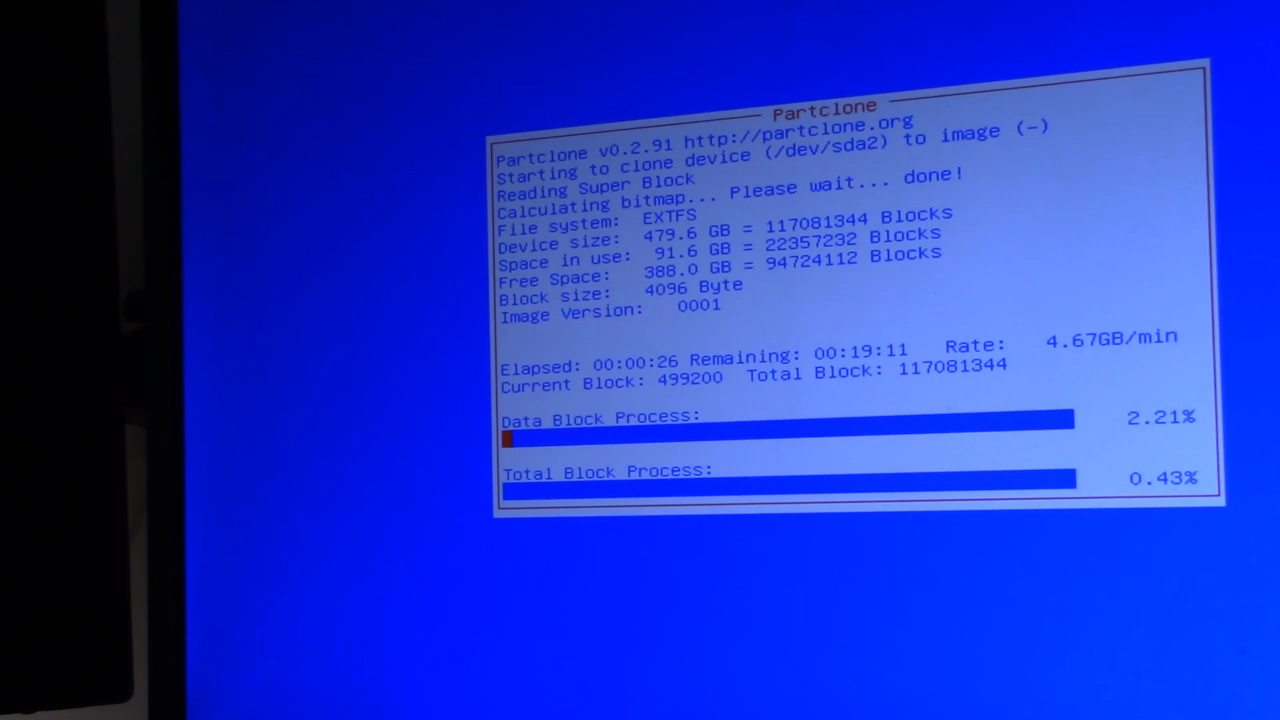 Partclone
Partclone v0.2.91 http://partclone.org
Starting to clone device (/dev/sda2) to image (-)
Reading Super Block
Calculating bitmap... Please wait... done!
File system: EXTFS
Device size: 479.6 GB = 117081344 Blocks
Space in use: 91.6 GB = 22357232 Blocks
Free Space: 388.0 GB = 94724112 Blocks
Block size: 4096 Byte
Image Version: 0001
Elapsed: 00:00:26 Remaining: 00:19:11 Rate: 4.67GB/min
Current Block: 499200 Total Block: 117081344
Data Block Process:
2.21%
Total Block Process:
0.43%